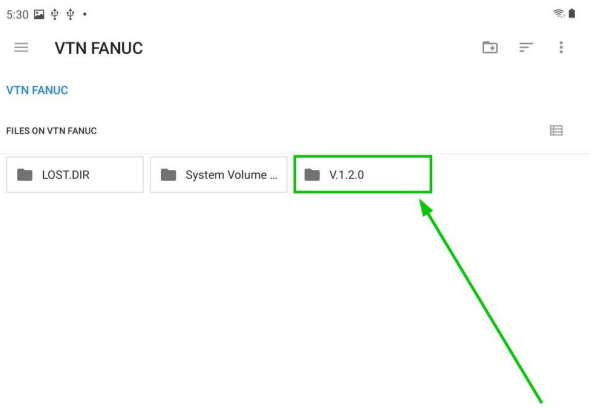 5:30
VTN FANUC
VTN FANUC
FILES ON VTN FANUC
LOST.DIR
System Volume ...
V.1.2.0